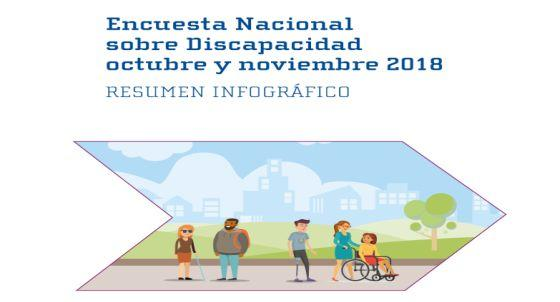 Encuesta Nacional
sobre Discapacidad
octubre y noviembre 2018
RESUMEN INFOGRÁFICO